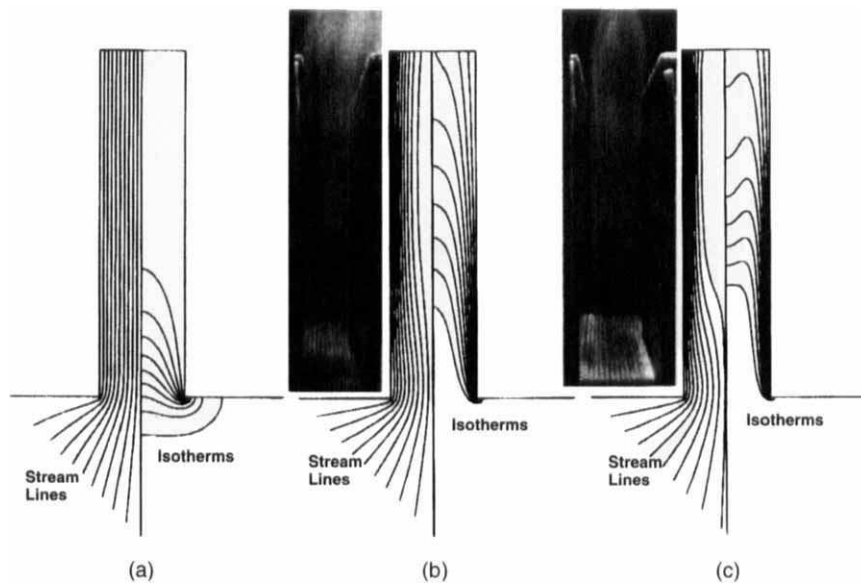 Stream
Lines
Isotherms
(a)
Stream
Lines
Isotherms
(b)
Stream
Lines
Isotherms
(c)